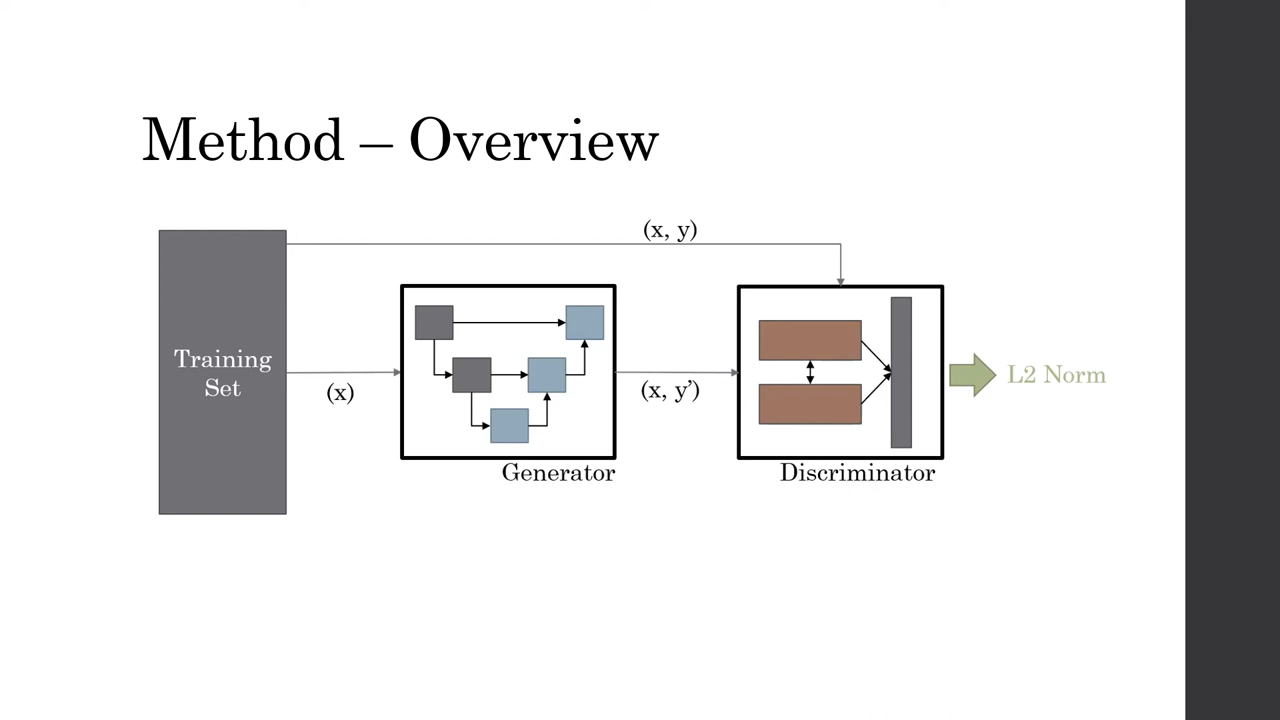 Method – Overview
(x, y)
Training
Set
(x)
(x, y’)
L2 Norm
Generator
Discriminator